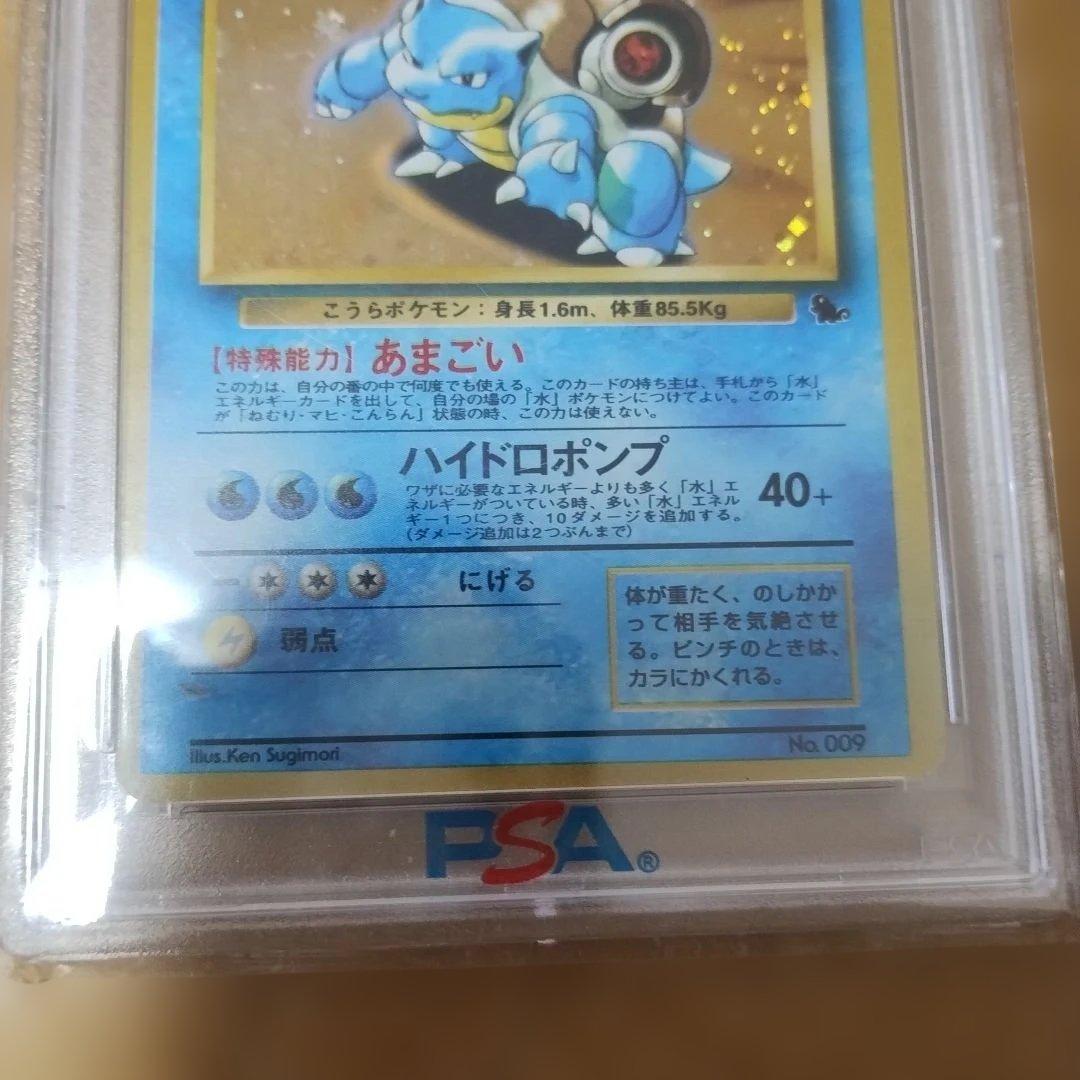 こうらポケモン：身長1.6m、体重85.5Kg
【特殊能力】あまごい
この力は、自分の番の中で何度でも使える。このカードの持ち主は、手札から「水」
エネルギーカードを出して、自分の場の「水」ポケモンにつけてよい。このカード
が「ねむり・マヒ・こんらん」状態の時、この力は使えない。
ハイドロポンプ
ワザに必要なエネルギーよりも多く「水」エ
ネルギーがついている時、多い「水」エネル
ギー1つにつき、10ダメージを追加する。
（ダメージ追加は2つぶんまで）
40+
にげる
弱点
体が重たく、のしかか
って相手を気絶させ
る。ピンチのときは、
カラにかくれる。
Illus.Ken Sugimori
No. 009
PSA®